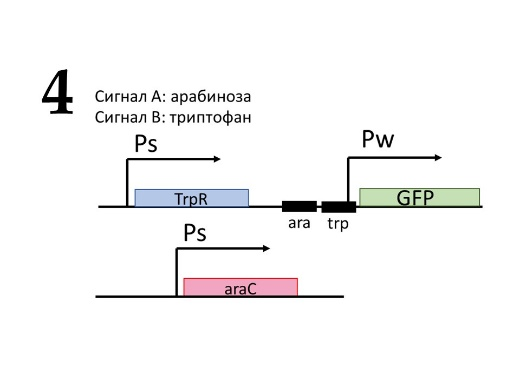 4
Сигнал А: арабиноза
Сигнал В: триптофан
Ps
Pw
TrpR
GFP
ara
trp
Ps
araC